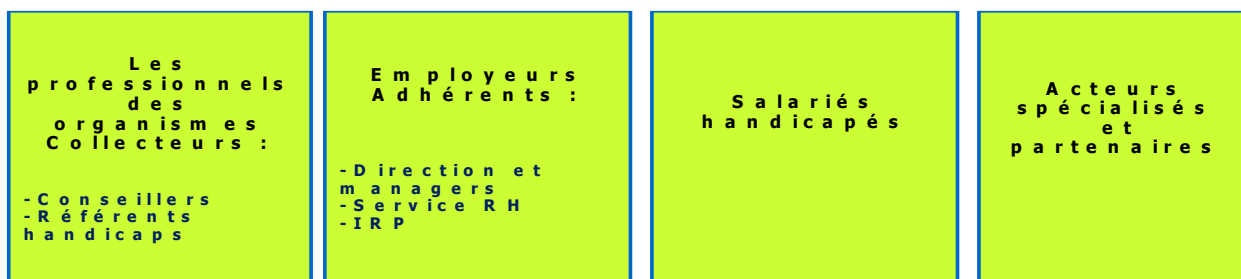 Les
professionnels
des
organismes
Collecteurs :
-Conseillers
-Référents
handicaps
Employeurs
Adhérents :
-Direction et
managers
-Service RH
-IRP
Salariés
handicapés
Acteurs
spécialisés
et
partenaires